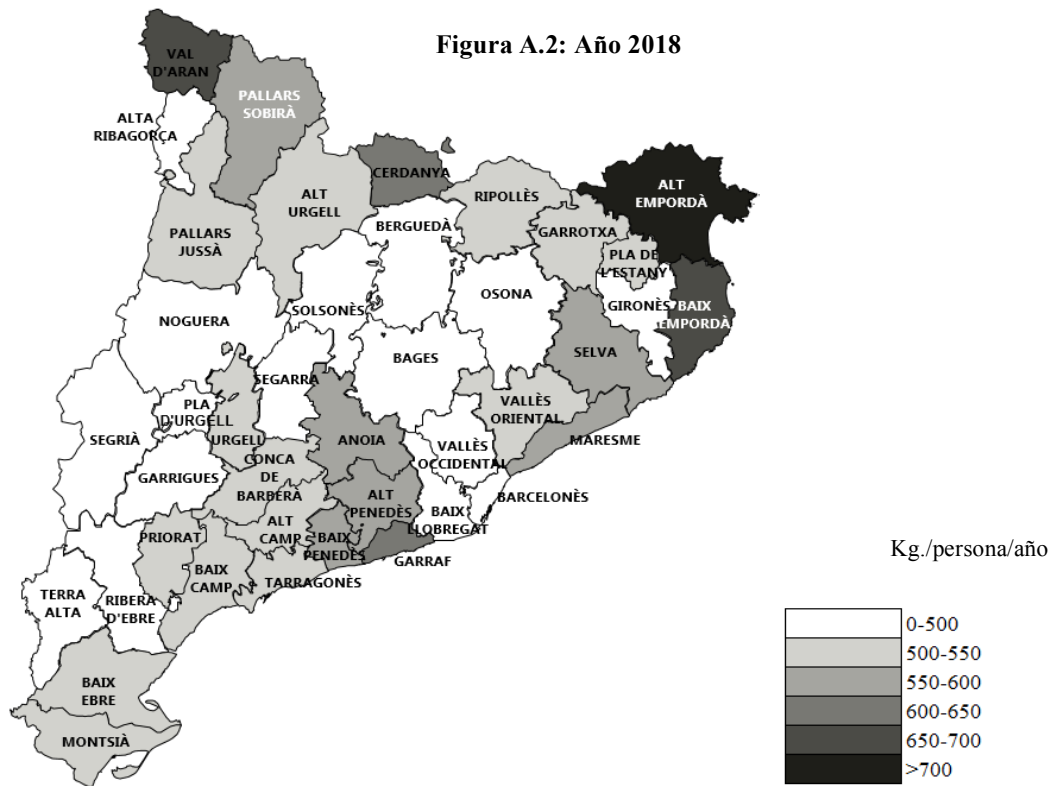 Figura A.2: Año 2018
VAL
D'ARAN
PALLARS
SOBIRÀ
ALTA
RIBAGORÇA
CERDANYA
ALT
URGELL
RIPOLLÈS
ALT
EMPORDÀ
BERGUEDÀ
GARROTXA
PALLARS
JUSSÀ
PLA DE
L'ESTANY
OSONA
GIRONÈS
BAIX
EMPORDÀ
SOLSONÈS
NOGUERA
SELVA
BAGES
SEGARRA
PLA
D'URGELL
VALLÈS
ORIENTAL
SEGRIÀ
URGELL
ANOIA
MARESME
VALLÈS
OCCIDENTAL
CONCA
DE
BARBERÀ
GARRIGUES
ALT
PENEDÈS
BARCELONÈS
BAIX
LLOBREGAT
ALT
CAMP
PRIORAT
BAIX
PENEDÈS
GARRAF
BAIX
CAMP
TARRAGONÈS
TERRA
ALTA
RIBERA
D'EBRE
BAIX
EBRE
MONTSIÀ
Kg./persona/año
0-500
500-550
550-600
600-650
650-700
>700